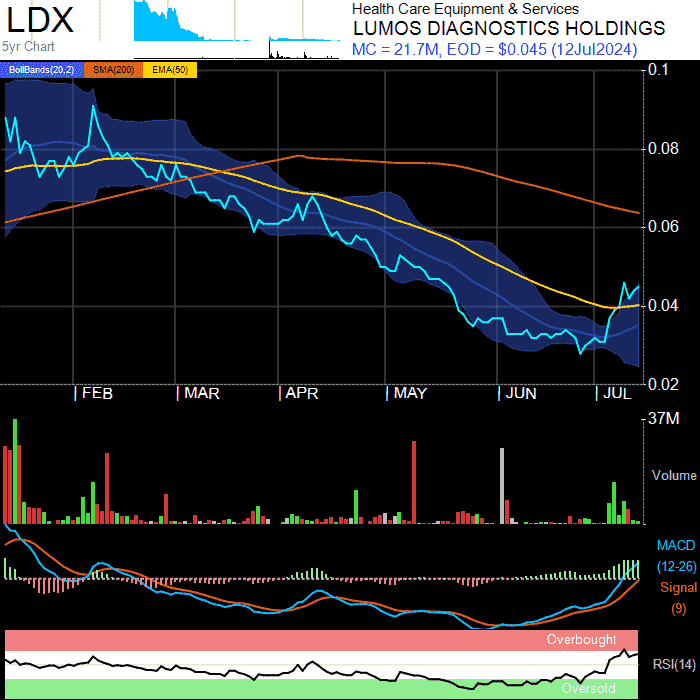 LDX
5yr Chart
Health Care Equipment & Services
LUMOS DIAGNOSTICS HOLDINGS
MC = 21.7M, EOD = $0.045 (12Jul2024)
BollBands(20,2) SMA(200) EMA(50)
0.1
0.08
0.06
0.04
0.02
| FEB | MAR | APR | MAY | JUN | JUL
37M
Volume
MACD
(12-26)
Signal
(9)
Overbought
RSI(14)
Oversold